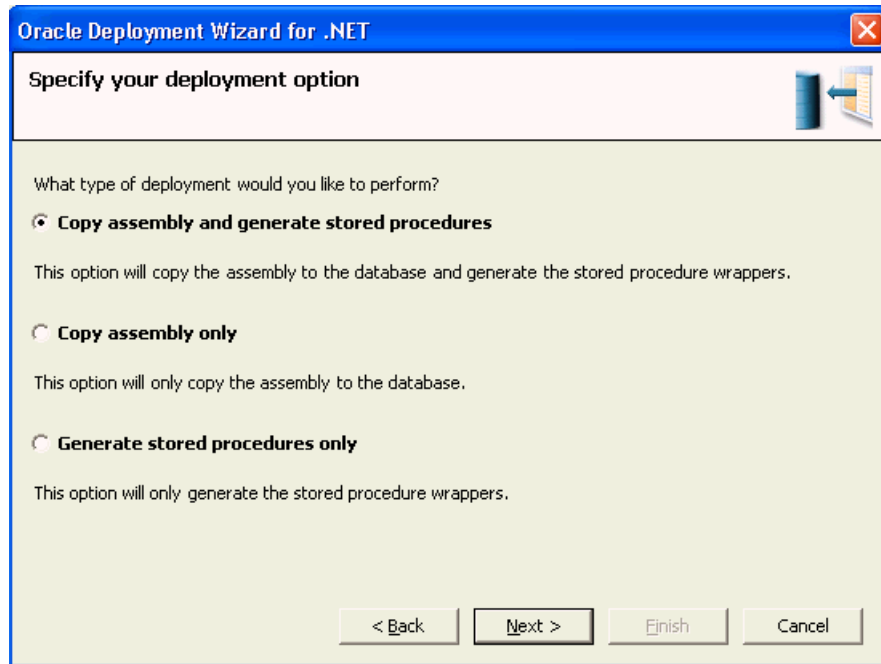 Oracle Deployment Wizard for .NET
Specify your deployment option
What type of deployment would you like to perform?
Copy assembly and generate stored procedures
This option will copy the assembly to the database and generate the stored procedure wrappers.
Copy assembly only
This option will only copy the assembly to the database.
Generate stored procedures only
This option will only generate the stored procedure wrappers.
< Back Next > Finish Cancel